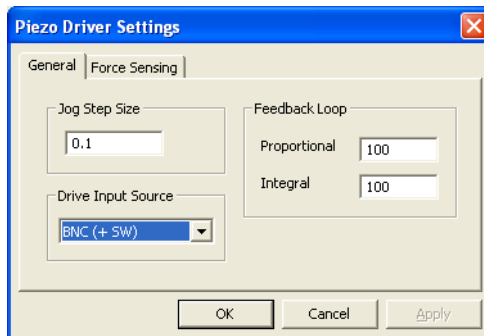 Piezo Driver Settings
General
Force Sensing
Jog Step Size
0.1
Drive Input Source
BNC (+ SW)
Feedback Loop
Proportional
100
Integral
100
OK
Cancel
Apply